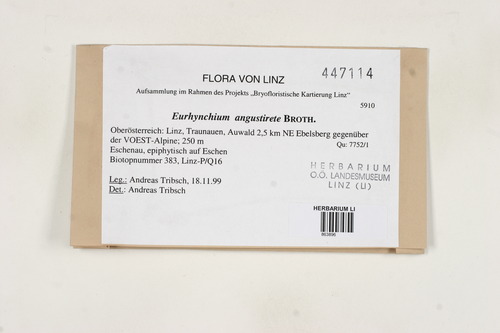 FLORA VON LINZ
447114
Aufsammlung im Rahmen des Projekts „Bryofloristische Kartierung Linz“
5910
Eurhynchium angustirete BROTH.
Oberösterreich: Linz, Traunauen, Auwald 2,5 km NE Ebelsberg gegenüber
der VOEST-Alpine; 250 m
Qu: 7752/1
Eschenau, epiphytisch auf Eschen
Biotopnummer 383, Linz-P/Q16
Leg.: Andreas Tribsch, 18.11.99
Det.: Andreas Tribsch
HERBARIUM
O.Ö. LANDESMUSEUM
LINZ (LI)
HERBARIUM LI